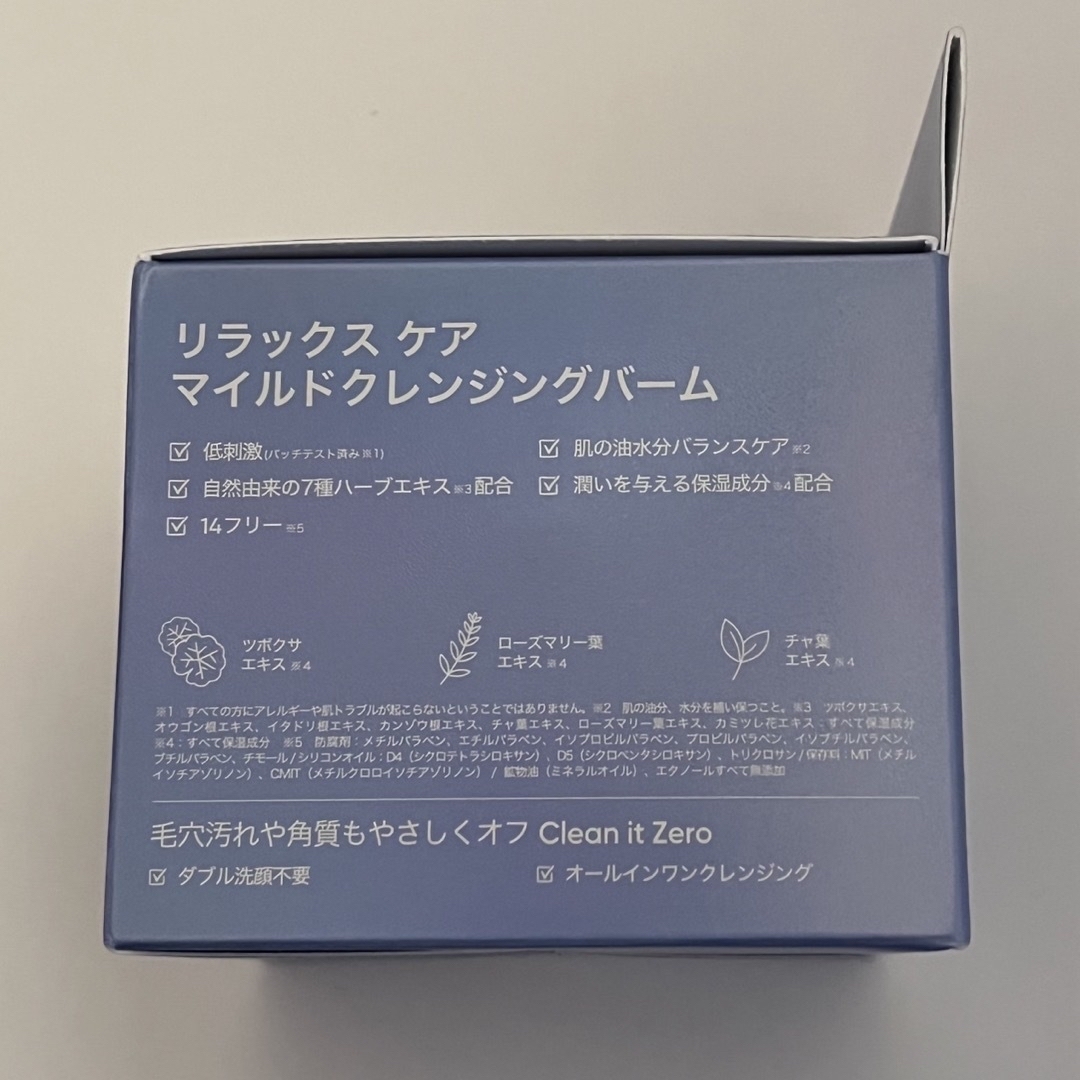 リラックス ケア
マイルドクレンジングバーム
低刺激(パッチテスト済み※1)
肌の油水分バランスケア※2
自然由来の7種ハーブエキス※3配合
潤いを与える保湿成分※4配合
14フリー※5
ツボクサ
エキス※4
ローズマリー葉
エキス※4
チャ葉
エキス※4
※1 すべての方にアレルギーや肌トラブルが起こらないということではありません。※2 肌の油分、水分を補い保つこと。※3 ツボクサエキス、
オウゴン根エキス、イタドリ根エキス、カンゾウ根エキス、チャ葉エキス、ローズマリー葉エキス、カミツレ花エキス：すべて保湿成分
※4：すべて保湿成分 ※5 防腐剤：メチルパラベン、エチルパラベン、イソプロピルパラベン、プロピルパラベン、イソブチルパラベン、
ブチルパラベン、チモール/シリコンオイル：D4（シクロテトラシロキサン）、D5（シクロペンタシロキサン）、トリクロサン/保存料：MIT（メチル
イソチアゾリノン）、CMIT（メチルクロロイソチアゾリノン）/ 鉱物油（ミネラルオイル）、エタノールすべて無添加
毛穴汚れや角質もやさしくオフ Clean it Zero
ダブル洗顔不要
オールインワンクレンジング